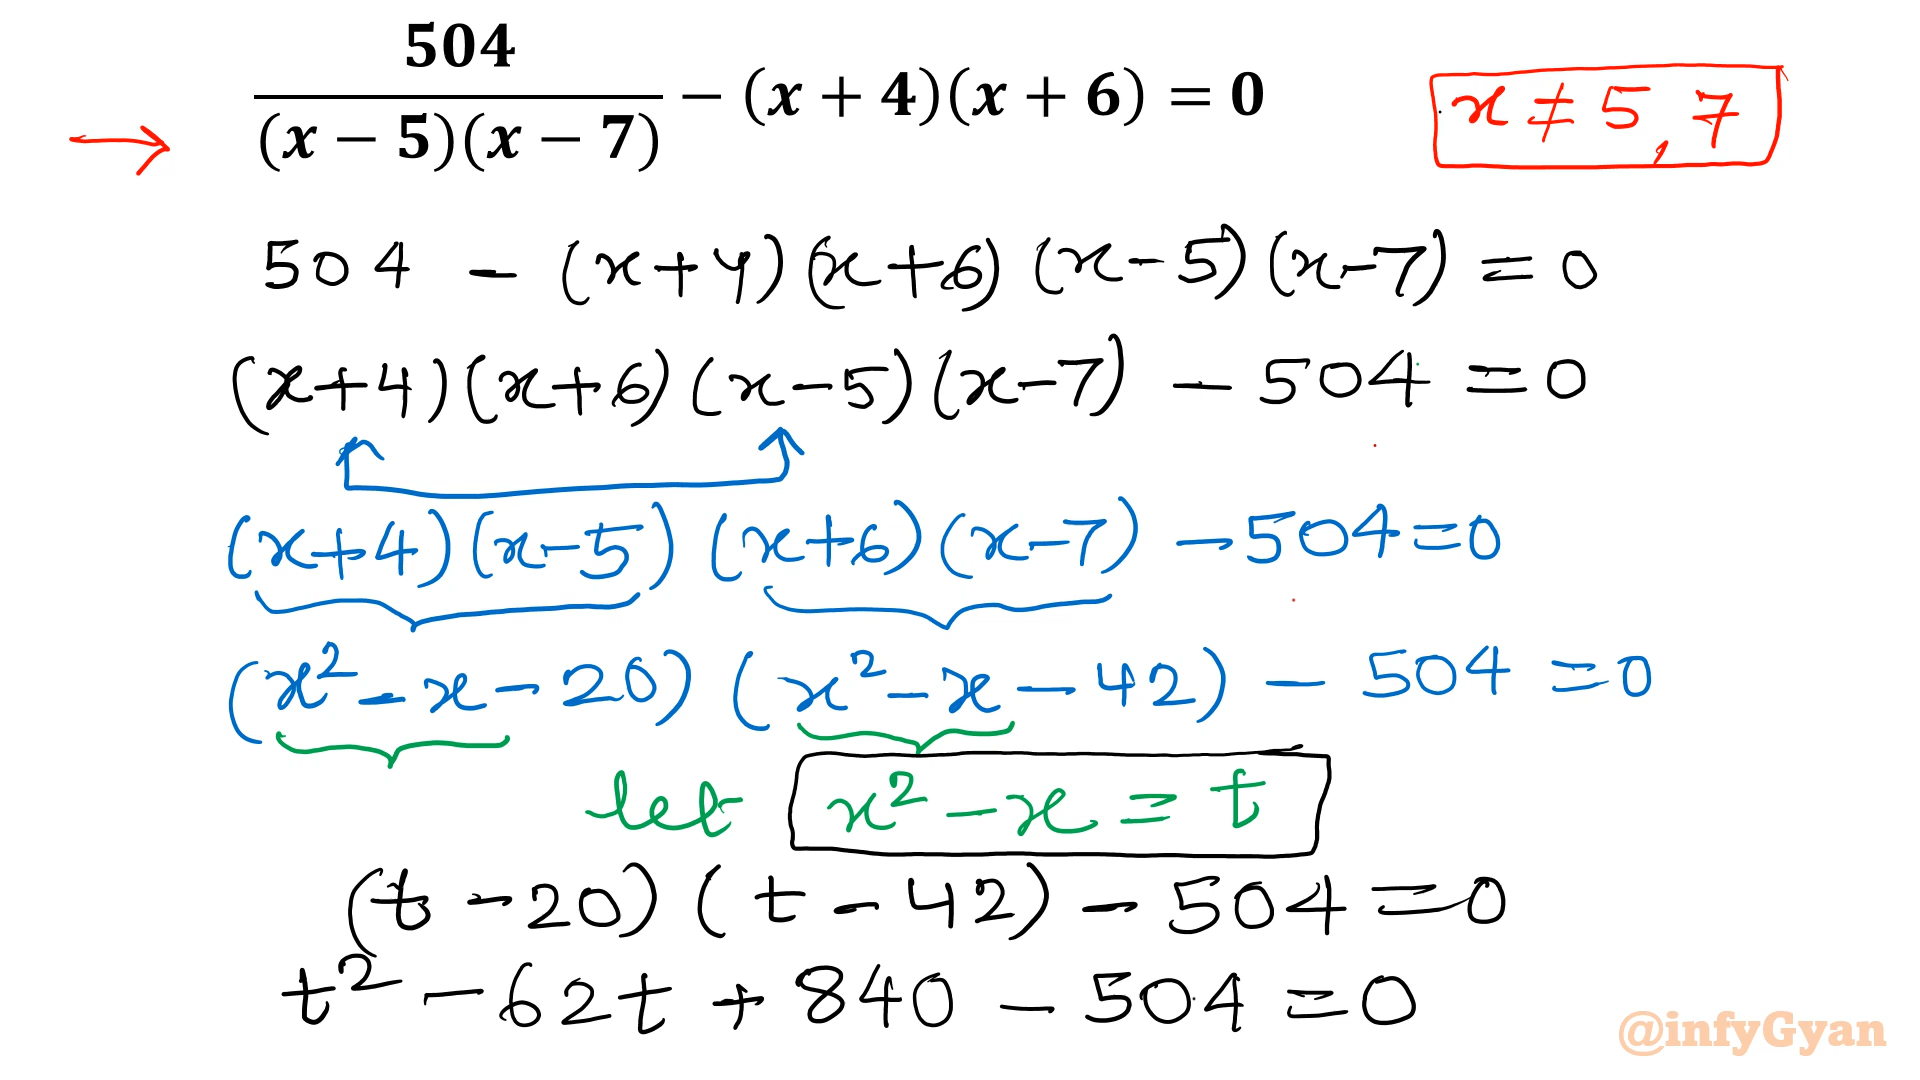 504
―――――――― − (x + 4)(x + 6) = 0
(x − 5)(x − 7)
x ≠ 5, 7
504 − (x+4)(x+6)(x−5)(x−7) = 0
(x+4)(x+6)(x−5)(x−7) − 504 = 0
(x+4)(x−5)(x+6)(x−7) − 504 = 0
(x² − x − 20)(x² − x − 42) − 504 = 0
let x² − x = t
(t − 20)(t − 42) − 504 = 0
t² − 62t + 840 − 504 = 0
@infyGyan